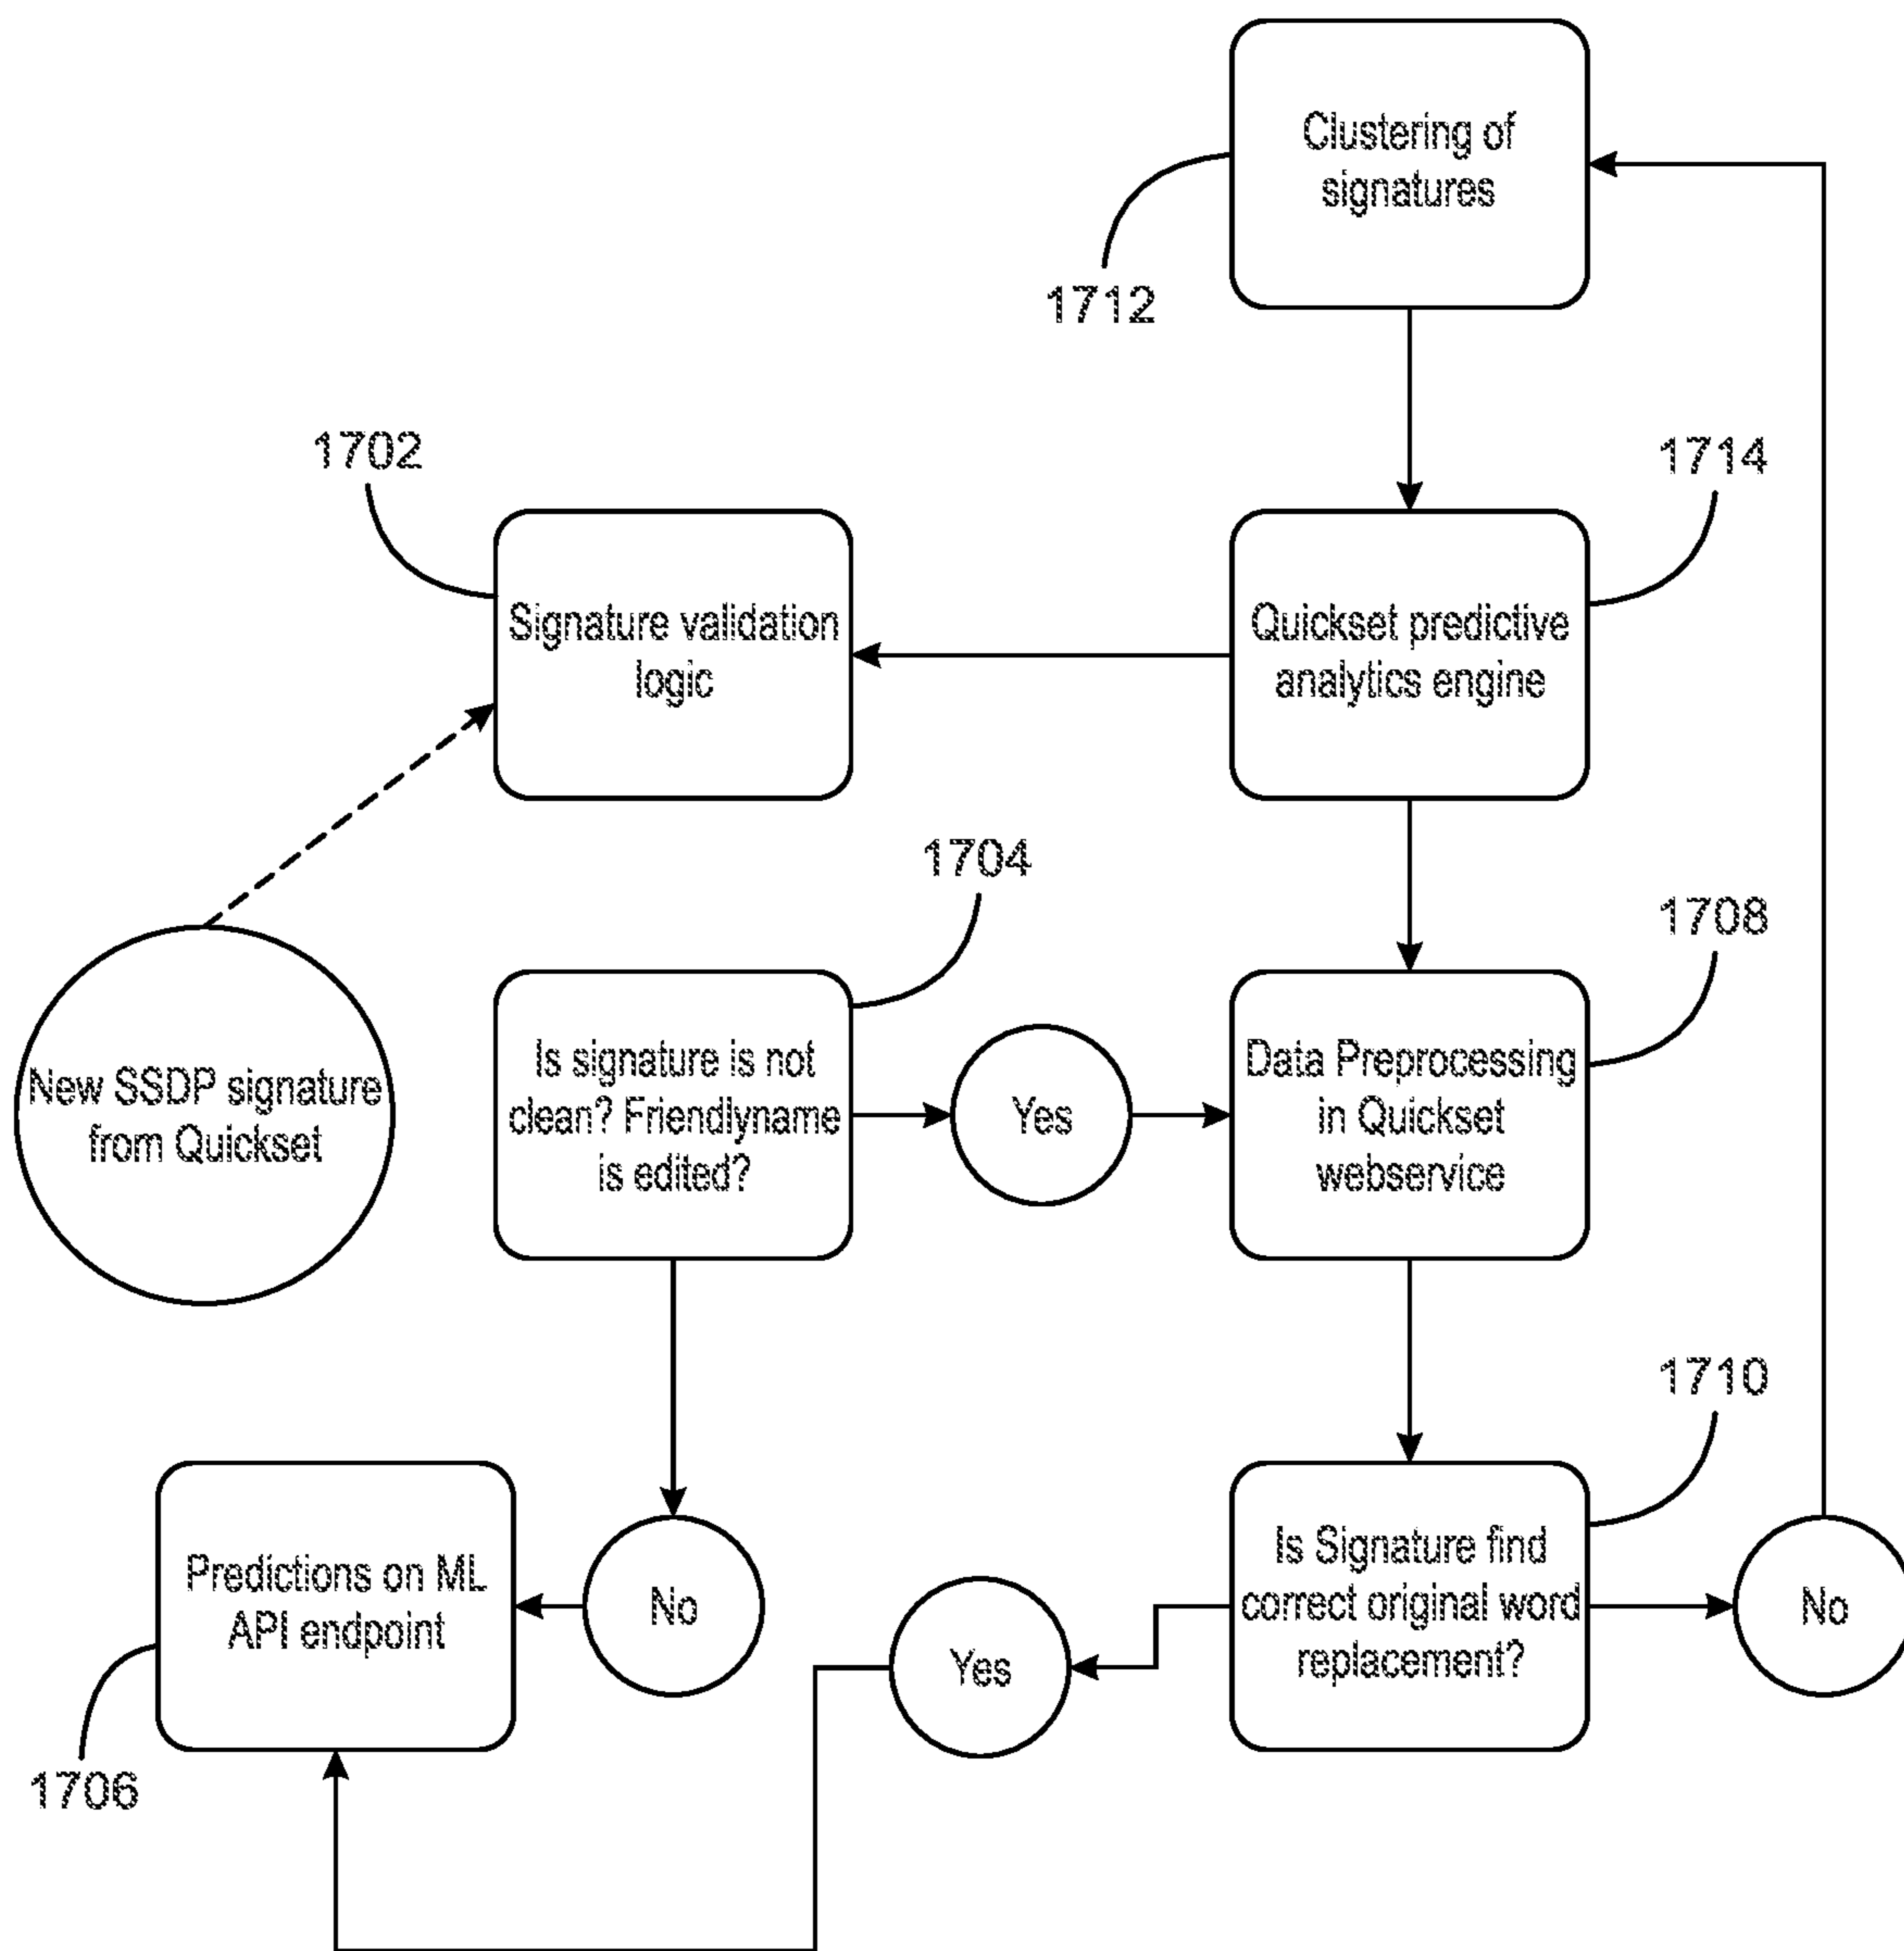 Clustering of
signatures
1712
1702
1714
Signature validation
logic
Quickset predictive
analytics engine
1704
1708
New SSDP signature
from Quickset
Is signature is not
clean? Friendlyname
is edited?
Yes
Data Preprocessing
in Quickset
webservice
1710
Predictions on ML
API endpoint
No
Yes
Is Signature find
correct original word
replacement?
No
1706